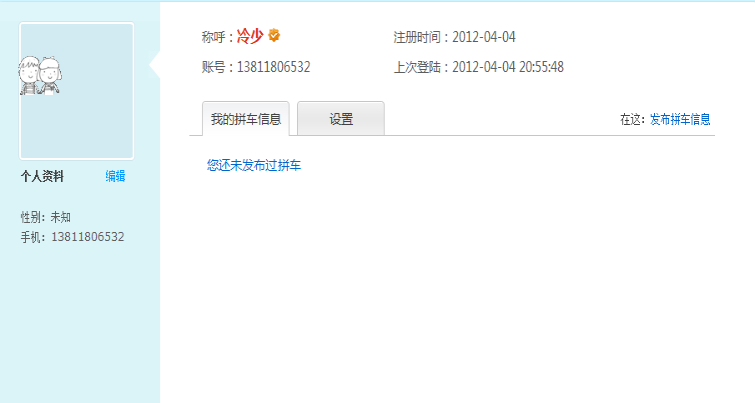 称呼：冷少
注册时间：2012-04-04
账号：13811806532
上次登陆：2012-04-04 20:55:48
我的拼车信息
设置
在这：发布拼车信息
您还未发布过拼车
个人资料
编辑
性别：未知
手机：13811806532